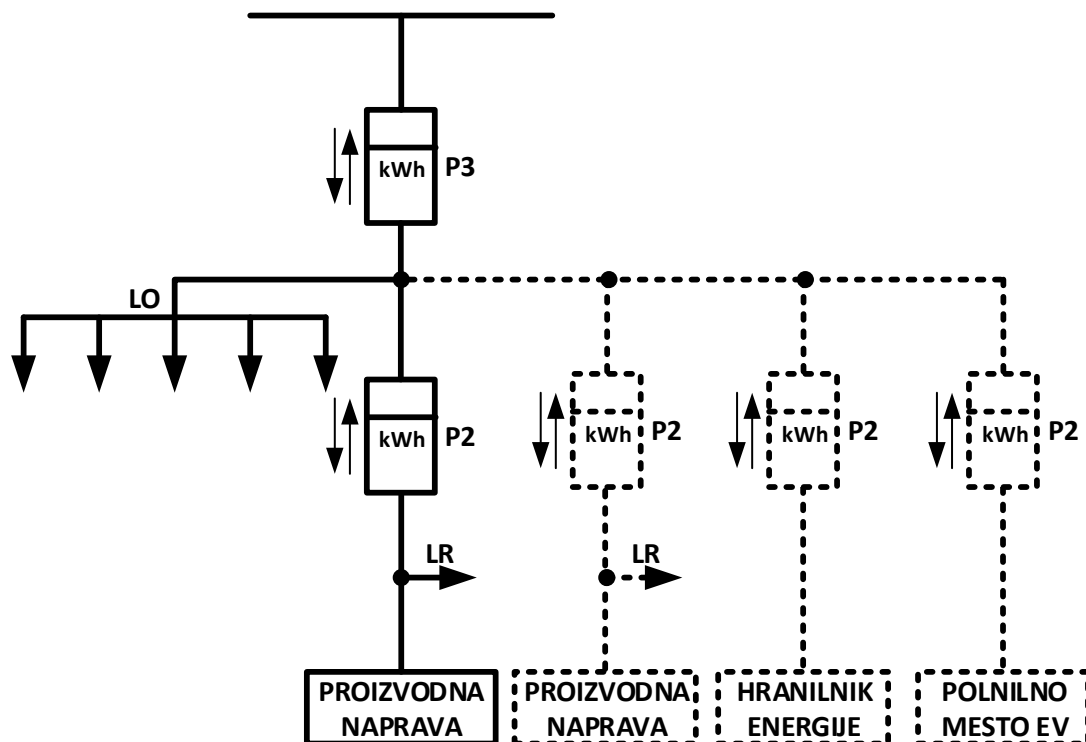 kWh P3
LO
kWh P2
kWh P2
kWh P2
kWh P2
LR
LR
PROIZVODNA
NAPRAVA
PROIZVODNA
NAPRAVA
HRANILNIK
ENERGIJE
POLNILNO
MESTO EV